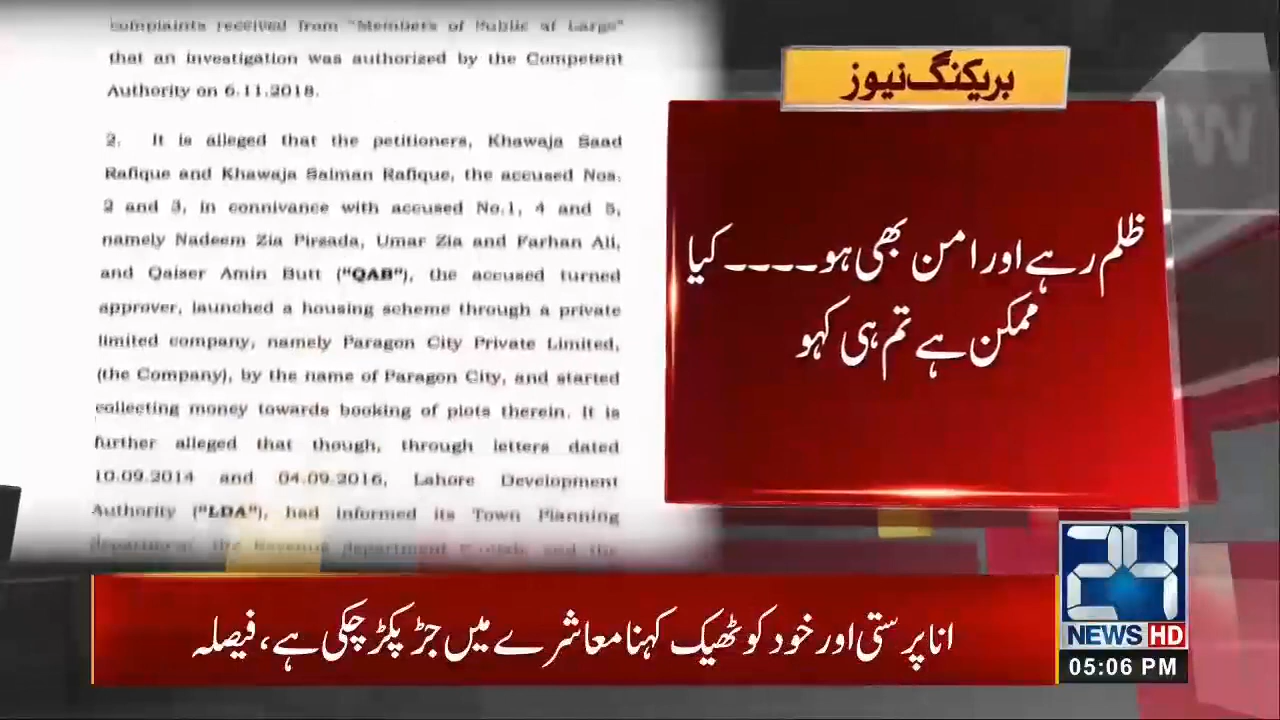 complaints received from "Members of Public at Large"
that an investigation was authorised by the Competent
Authority on 6.11.2018.
2. It is alleged that the petitioners, Khawaja Saad
Rafique and Khawaja Salman Rafique, the accused Nos.
2 and 3, in connivance with accused No.1, 4 and 5,
namely Nadeem Zia Pirzada, Umar Zia and Farhan Ali,
and Qaiser Amin Butt ("QAB"), the accused turned
approver, launched a housing scheme through a private
limited company, namely Paragon City Private Limited,
(the Company), by the name of Paragon City, and started
collecting money towards booking of plots therein. It is
further alleged that though, through letters dated
10.09.2014 and 04.09.2016, Lahore Development
Authority ("LDA"), had informed its Town Planning
department, the Revenue department and the
بریکنگ نیوز
ظلم رہے اور امن بھی ہو ۔۔۔۔ کیا
ممکن ہے تم ہی کہو
انا پرستی اور خود کو ٹھیک کہنا معاشرے میں جڑ پکڑ چکی ہے، فیصلہ
24
NEWS HD
05:06 PM
W